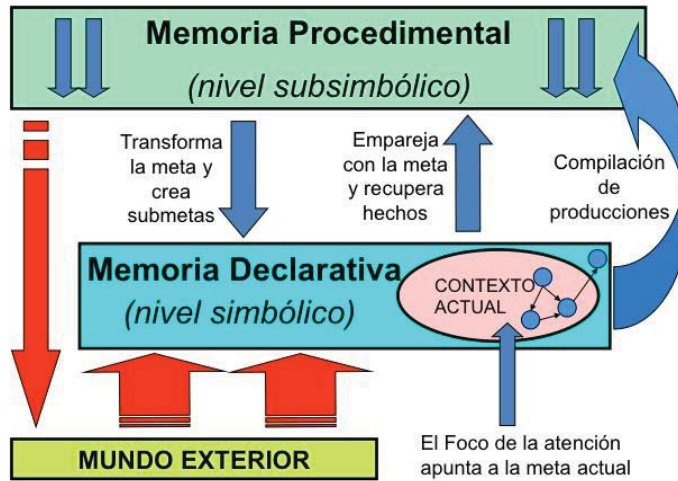 Memoria Procedimental
(nivel subsimbólico)
Transforma
la meta y
crea
submetas
Empareja
con la meta
y recupera
hechos
Compilación
de
producciones
Memoria Declarativa
(nivel simbólico)
CONTEXTO
ACTUAL
MUNDO EXTERIOR
El Foco de la atención
apunta a la meta actual